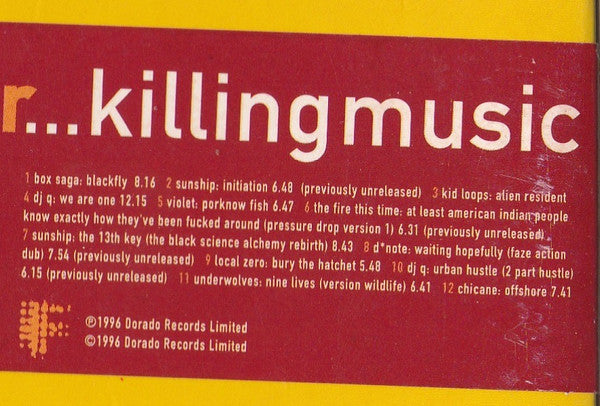 r...killingmusic
1 box saga: blackfly 8.16 2 sunship: initiation 6.48 (previously unreleased) 3 kid loops: alien resident
4 dj q: we are one 12.15 5 violet: porknow fish 6.47 6 the fire this time: at least american indian people
know exactly how they've been fucked around (pressure drop version 1) 6.31 (previously unreleased)
7 sunship: the 13th key (the black science alchemy rebirth) 8.43 8 d*note: waiting hopefully (faze action
dub) 7.54 (previously unreleased) 9 local zero: bury the hatchet 5.48 10 dj q: urban hustle (2 part hustle)
6.15 (previously unreleased) 11 underwolves: nine lives (version wildlife) 6.41 12 chicane: offshore 7.41
℗1996 Dorado Records Limited
©1996 Dorado Records Limited